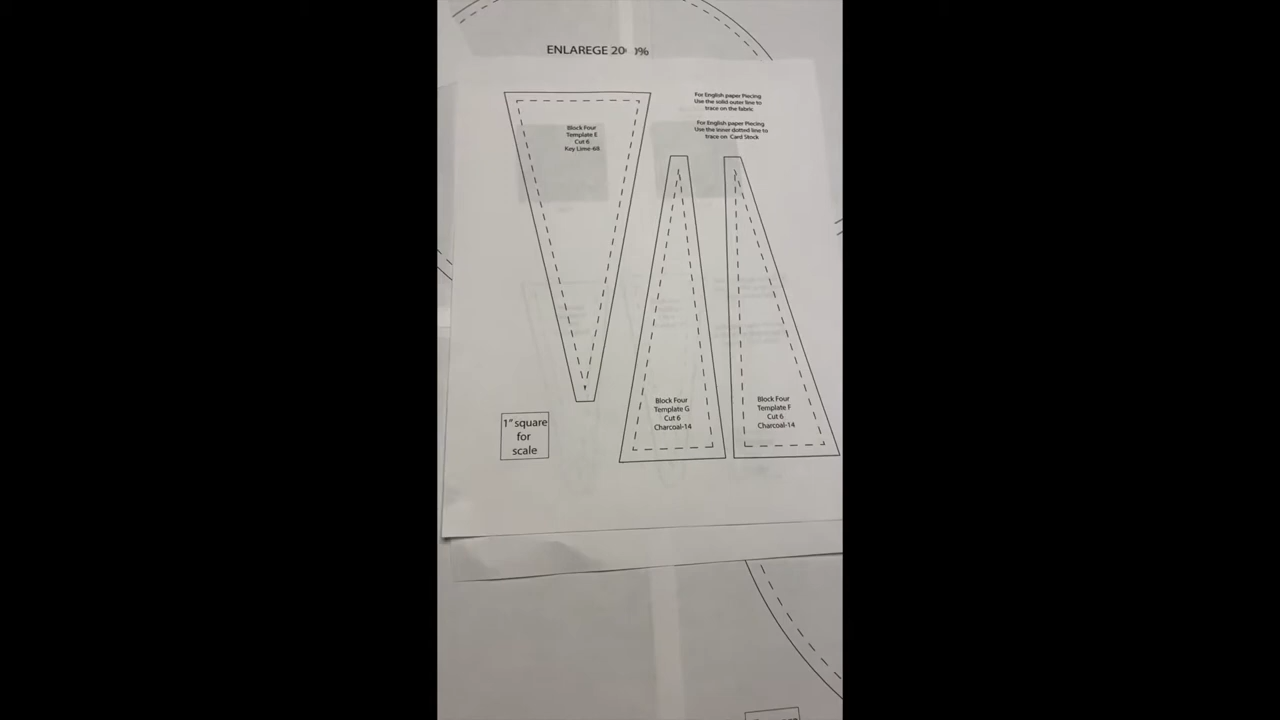 ENLAREGE 200%
For English paper Piecing
Use the solid outer line to
trace on the fabric
For English paper Piecing
Use the inner dotted line to
trace on Card Stock
Block Four
Template E
Cut 6
Key Lime-68
Block Four
Template G
Cut 6
Charcoal-14
Block Four
Template F
Cut 6
Charcoal-14
1" square
for
scale